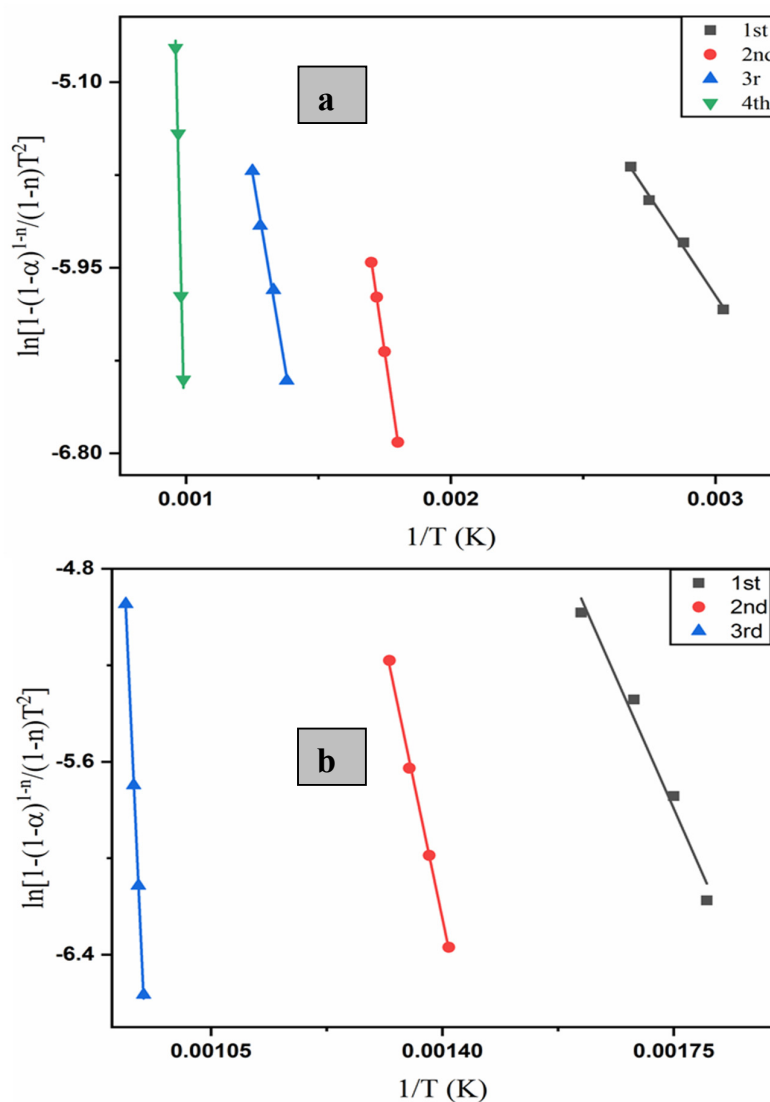 1st
2nd
3r
4th
a
-5.10
-5.95
-6.80
ln[1-(1-α)^1-n/(1-n)T^2]
0.001
0.002
0.003
1/T (K)
1st
2nd
3rd
b
-4.8
-5.6
-6.4
ln[1-(1-α)^1-n/(1-n)T^2]
0.00105
0.00140
0.00175
1/T (K)